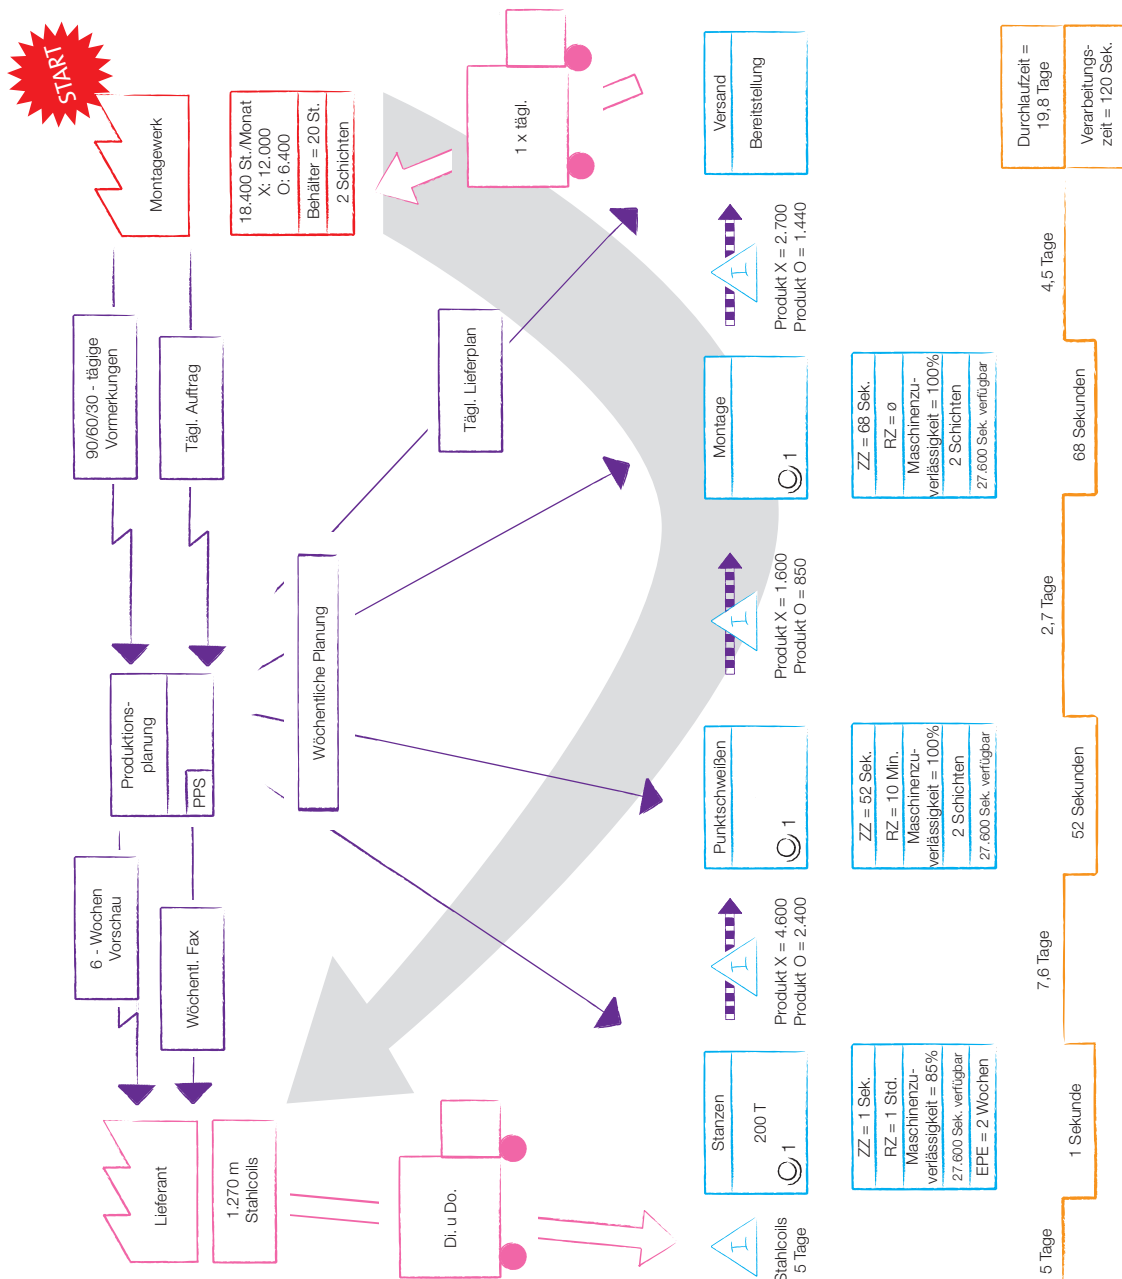 START
Lieferant
1.270 m
Stahlcoils
6 - Wochen
Vorschau
Wöchentl. Fax
Produktions-
planung
PPS
90/60/30 - tägige
Vormerkungen
Tägl. Auftrag
Montagewerk
18.400 St./Monat
X: 12.000
O: 6.400
Behälter = 20 St.
2 Schichten
Wöchentliche Planung
Tägl. Lieferplan
Di. u Do.
1 x tägl.
I
Stahlcoils
5 Tage
Stanzen
200 T
1
I
Produkt X = 4.600
Produkt O = 2.400
Punktschweißen
1
I
Produkt X = 1.600
Produkt O = 850
Montage
1
I
Produkt X = 2.700
Produkt O = 1.440
Versand
Bereitstellung
ZZ = 1 Sek.
RZ = 1 Std.
Maschinenzu-
verlässigkeit = 85%
27.600 Sek. verfügbar
EPE = 2 Wochen
ZZ = 52 Sek.
RZ = 10 Min.
Maschinenzu-
verlässigkeit = 100%
2 Schichten
27.600 Sek. verfügbar
ZZ = 68 Sek.
RZ = ø
Maschinenzu-
verlässigkeit = 100%
2 Schichten
27.600 Sek. verfügbar
5 Tage
1 Sekunde
7,6 Tage
52 Sekunden
2,7 Tage
68 Sekunden
4,5 Tage
Durchlaufzeit =
19,8 Tage
Verarbeitungs-
zeit = 120 Sek.